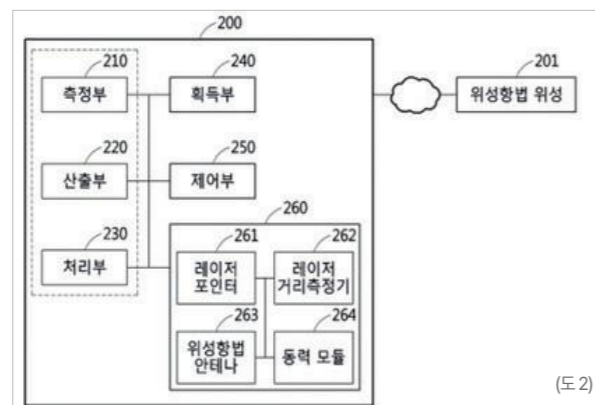 200
210
측정부
240
획득부
201
위성항법 위성
220
산출부
250
제어부
230
처리부
260
261
레이저
포인터
262
레이저
거리측정기
263
위성항법
안테나
264
동력 모듈
(도 2)